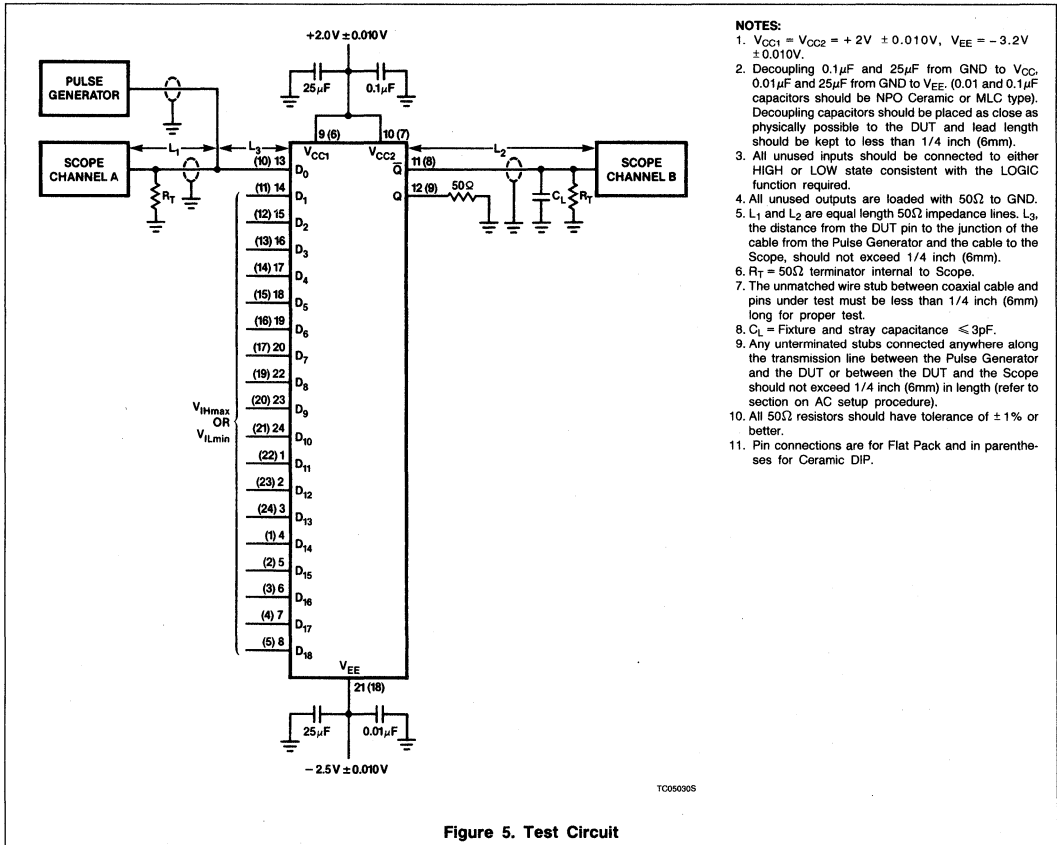 +2.0V ± 0.010V
25µF
0.1µF
PULSE
GENERATOR
SCOPE
CHANNEL A
L1
L3
RT
9 (6)
10 (7)
VCC1
VCC2
(10) 13
D0
(11) 14
D1
(12) 15
D2
(13) 16
D3
(14) 17
D4
(15) 18
D5
(16) 19
D6
(17) 20
D7
(19) 22
D8
(20) 23
D9
(21) 24
D10
(22) 1
D11
(23) 2
D12
(24) 3
D13
(1) 4
D14
(2) 5
D15
(3) 6
D16
(4) 7
D17
(5) 8
D18
VIHmax
OR
VILmin
Q̅
11 (8)
Q
12 (9)
50Ω
L2
CL
RT
SCOPE
CHANNEL B
VEE
21 (18)
25µF
0.01µF
− 2.5V ± 0.010V
TC05030S
NOTES:
1. VCC1 = VCC2 = + 2V ± 0.010V, VEE = − 3.2V
± 0.010V.
2. Decoupling 0.1µF and 25µF from GND to VCC,
0.01µF and 25µF from GND to VEE. (0.01 and 0.1µF
capacitors should be NPO Ceramic or MLC type).
Decoupling capacitors should be placed as close as
physically possible to the DUT and lead length
should be kept to less than 1/4 inch (6mm).
3. All unused inputs should be connected to either
HIGH or LOW state consistent with the LOGIC
function required.
4. All unused outputs are loaded with 50Ω to GND.
5. L1 and L2 are equal length 50Ω impedance lines. L3,
the distance from the DUT pin to the junction of the
cable from the Pulse Generator and the cable to the
Scope, should not exceed 1/4 inch (6mm).
6. RT = 50Ω terminator internal to Scope.
7. The unmatched wire stub between coaxial cable and
pins under test must be less than 1/4 inch (6mm)
long for proper test.
8. CL = Fixture and stray capacitance ⩽ 3pF.
9. Any unterminated stubs connected anywhere along
the transmission line between the Pulse Generator
and the DUT or between the DUT and the Scope
should not exceed 1/4 inch (6mm) in length (refer to
section on AC setup procedure).
10. All 50Ω resistors should have tolerance of ± 1% or
better.
11. Pin connections are for Flat Pack and in parenthe-
ses for Ceramic DIP.
Figure 5. Test Circuit